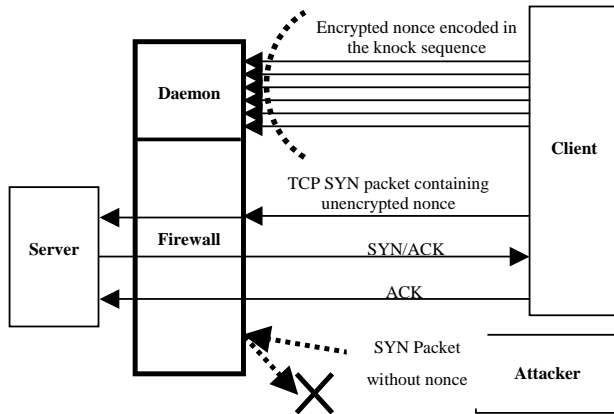 Encrypted nonce encoded in
the knock sequence
Daemon
Client
TCP SYN packet containing
unencrypted nonce
Server
Firewall
SYN/ACK
ACK
SYN Packet
without nonce
Attacker